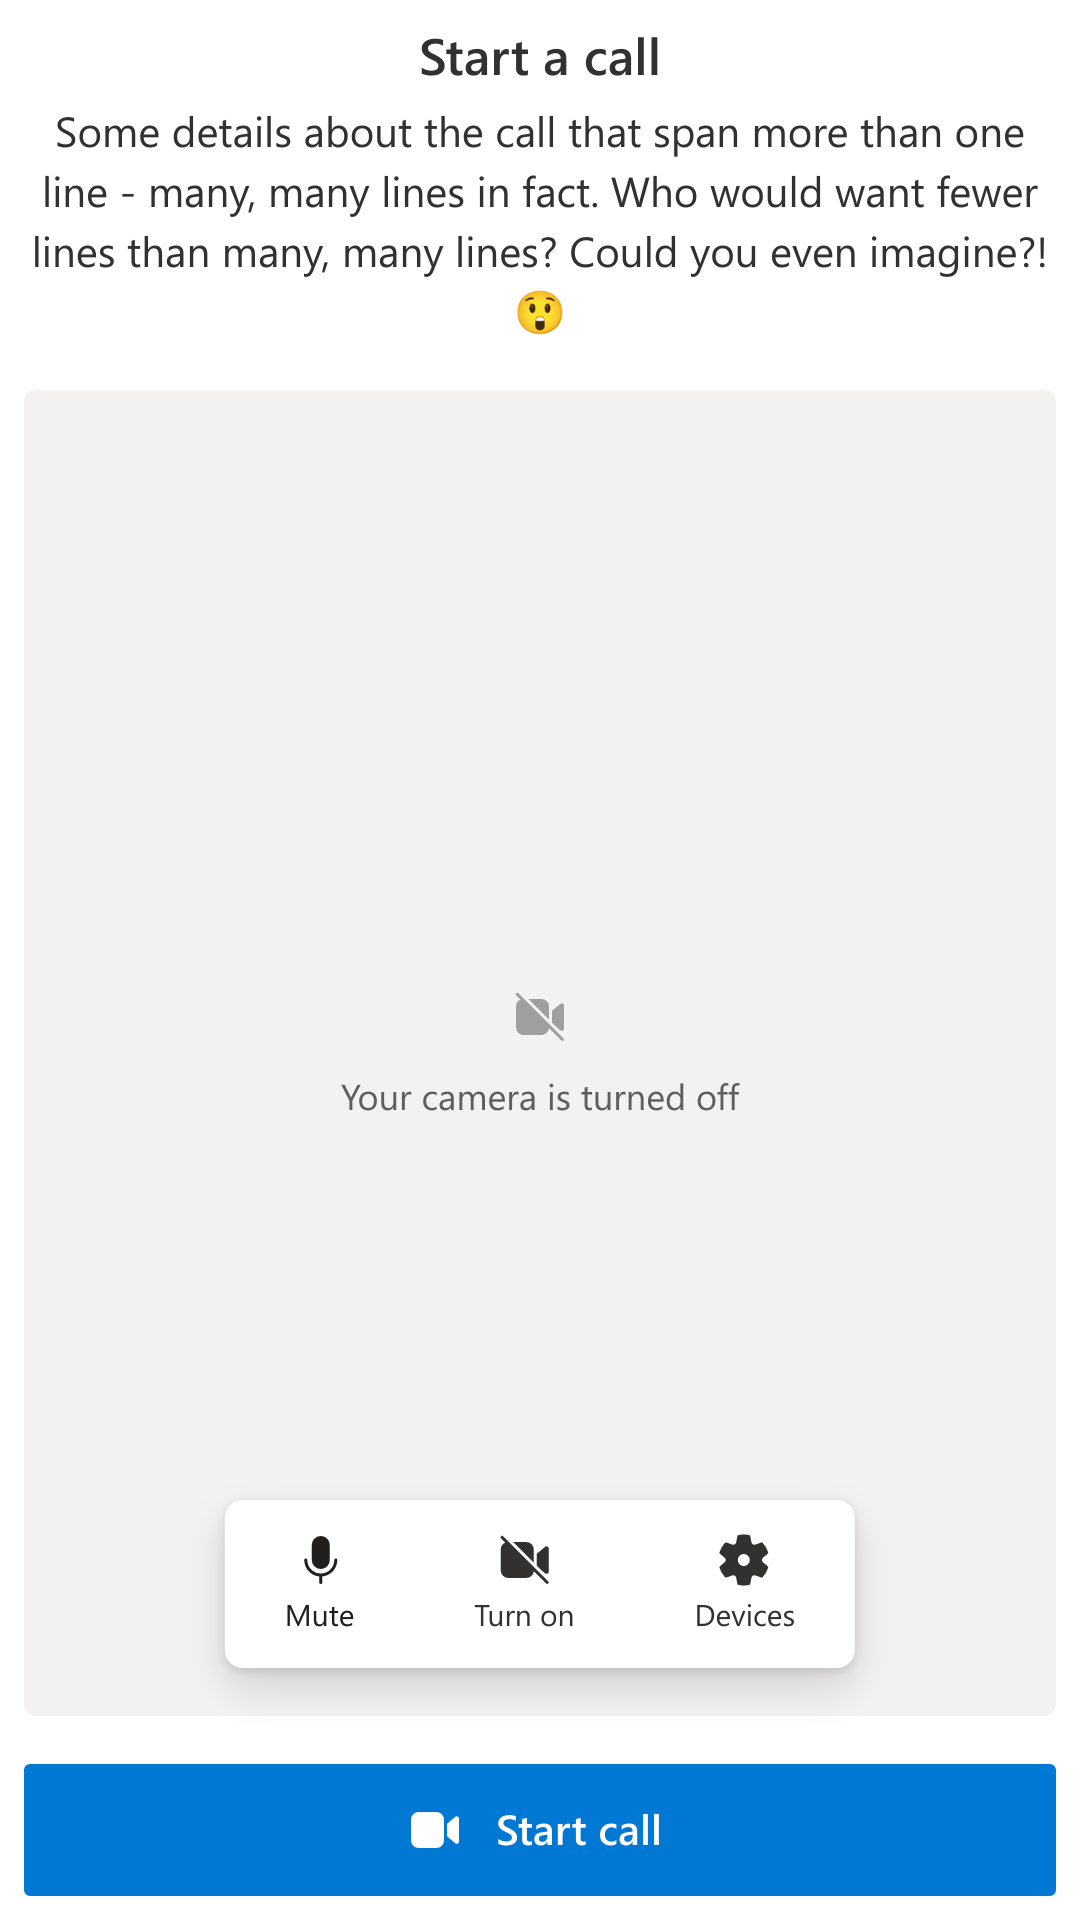 Start a call
Some details about the call that span more than one
line - many, many lines in fact. Who would want fewer
lines than many, many lines? Could you even imagine?!
😲
Your camera is turned off
Mute
Turn on
Devices
Start call